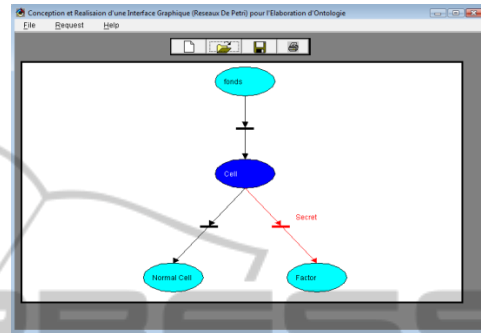 Conception et Realisaion d'une Interface Graphique (Reseaux De Petri) pour l'Elaboration d'Ontologie
File Request Help
fonds
Cell
Secret
Normal Cell
Factor